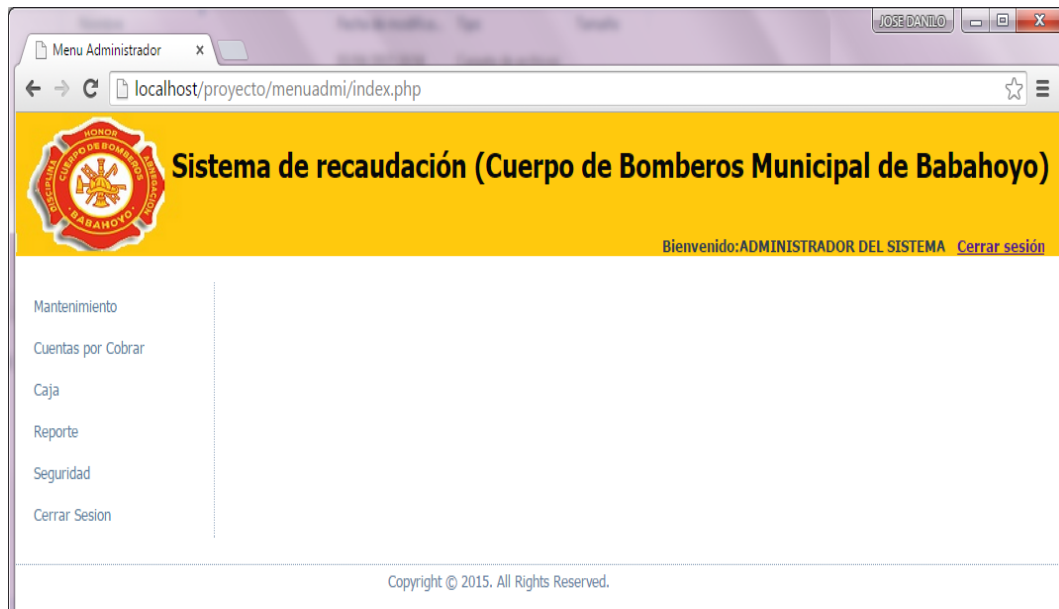 JOSE DANILO
Menu Administrador
localhost/proyecto/menuadmi/index.php
HONOR
DISCIPLINA
ABNEGACION
CUERPO DE BOMBEROS
BABAHOYO
Sistema de recaudación (Cuerpo de Bomberos Municipal de Babahoyo)
Bienvenido:ADMINISTRADOR DEL SISTEMA Cerrar sesión
Mantenimiento
Cuentas por Cobrar
Caja
Reporte
Seguridad
Cerrar Sesion
Copyright © 2015. All Rights Reserved.